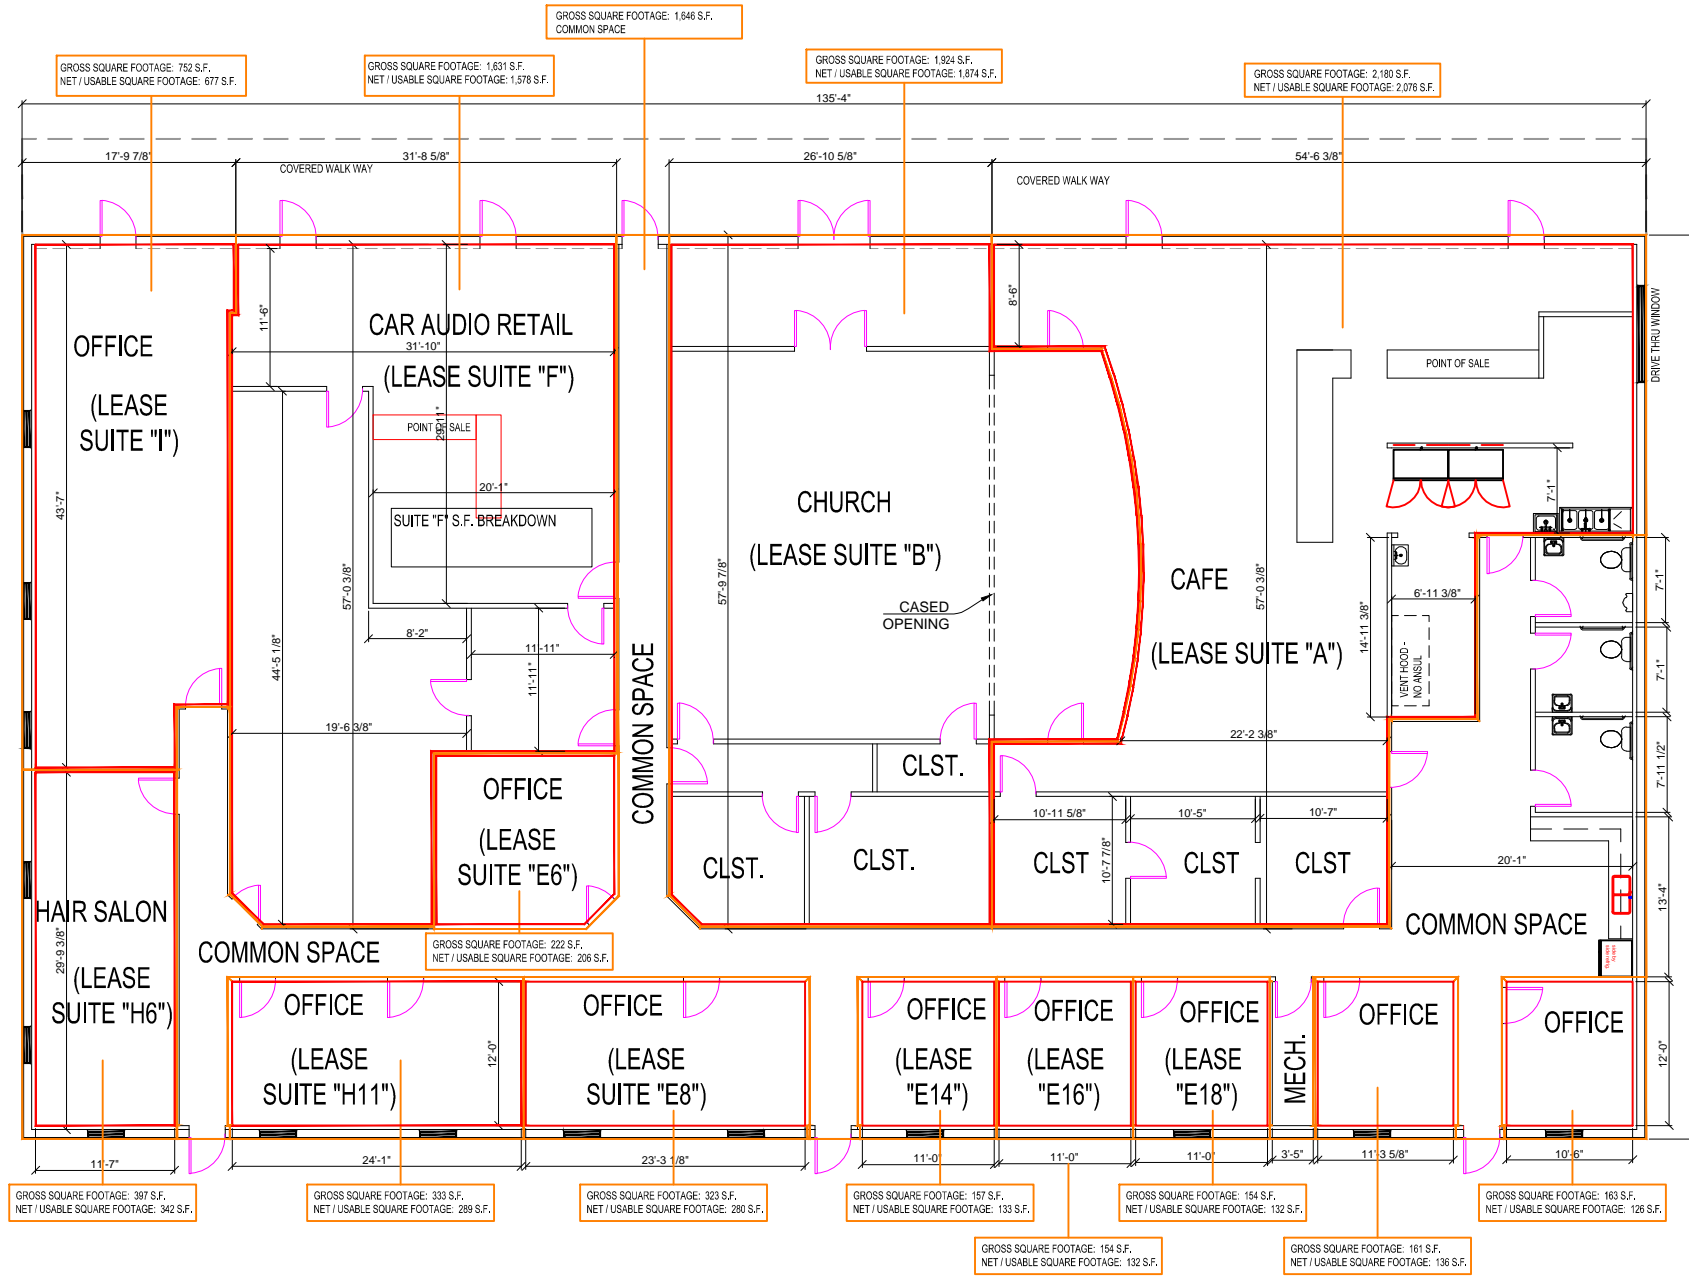 GROSS SQUARE FOOTAGE: 1,646 S.F.
COMMON SPACE
GROSS SQUARE FOOTAGE: 752 S.F.
NET / USABLE SQUARE FOOTAGE: 677 S.F.
GROSS SQUARE FOOTAGE: 1,631 S.F.
NET / USABLE SQUARE FOOTAGE: 1,578 S.F.
GROSS SQUARE FOOTAGE: 1,924 S.F.
NET / USABLE SQUARE FOOTAGE: 1,874 S.F.
GROSS SQUARE FOOTAGE: 2,180 S.F.
NET / USABLE SQUARE FOOTAGE: 2,076 S.F.
135'-4"
17'-9 7/8"
31'-8 5/8"
26'-10 5/8"
54'-6 3/8"
COVERED WALK WAY
COVERED WALK WAY
OFFICE
(LEASE
SUITE "I")
43'-7"
11'-6"
CAR AUDIO RETAIL
31'-10"
(LEASE SUITE "F")
POINT OF SALE
29'-11"
20'-1"
SUITE "F" S.F. BREAKDOWN
57'-0 3/8"
44'-5 1/8"
8'-2"
11'-11"
11'-11"
19'-6 3/8"
OFFICE
(LEASE
SUITE "E6")
COMMON SPACE
CHURCH
(LEASE SUITE "B")
57'-9 7/8"
CASED
OPENING
CLST.
CLST.
CLST.
8'-6"
CAFE
(LEASE SUITE "A")
57'-0 3/8"
POINT OF SALE
DRIVE THRU WINDOW
7'-1"
6'-11 3/8"
14'-11 3/8"
VENT HOOD -
NO ANSUL
7'-1"
7'-1"
7'-11 1/2"
22'-2 3/8"
10'-11 5/8"
10'-5"
10'-7"
10'-7 7/8"
CLST
CLST
CLST
20'-1"
13'-4"
COMMON SPACE
HAIR SALON
29'-9 3/8"
(LEASE
SUITE "H6")
COMMON SPACE
GROSS SQUARE FOOTAGE: 222 S.F.
NET / USABLE SQUARE FOOTAGE: 206 S.F.
OFFICE
(LEASE
SUITE "H11")
12'-0"
OFFICE
(LEASE
SUITE "E8")
OFFICE
(LEASE
"E14")
OFFICE
(LEASE
"E16")
OFFICE
(LEASE
"E18")
MECH.
OFFICE
OFFICE
12'-0"
11'-7"
24'-1"
23'-3 1/8"
11'-0"
11'-0"
11'-0"
3'-5"
11'-3 5/8"
10'-6"
GROSS SQUARE FOOTAGE: 397 S.F.
NET / USABLE SQUARE FOOTAGE: 342 S.F.
GROSS SQUARE FOOTAGE: 333 S.F.
NET / USABLE SQUARE FOOTAGE: 289 S.F.
GROSS SQUARE FOOTAGE: 323 S.F.
NET / USABLE SQUARE FOOTAGE: 280 S.F.
GROSS SQUARE FOOTAGE: 157 S.F.
NET / USABLE SQUARE FOOTAGE: 133 S.F.
GROSS SQUARE FOOTAGE: 154 S.F.
NET / USABLE SQUARE FOOTAGE: 132 S.F.
GROSS SQUARE FOOTAGE: 163 S.F.
NET / USABLE SQUARE FOOTAGE: 126 S.F.
GROSS SQUARE FOOTAGE: 154 S.F.
NET / USABLE SQUARE FOOTAGE: 132 S.F.
GROSS SQUARE FOOTAGE: 161 S.F.
NET / USABLE SQUARE FOOTAGE: 136 S.F.